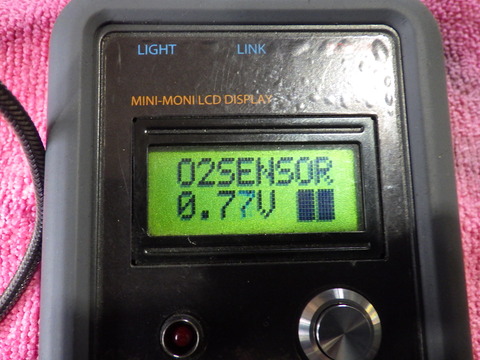 LIGHT LINK
MINI-MONI LCD DISPLAY
O2SENSOR
0.77V